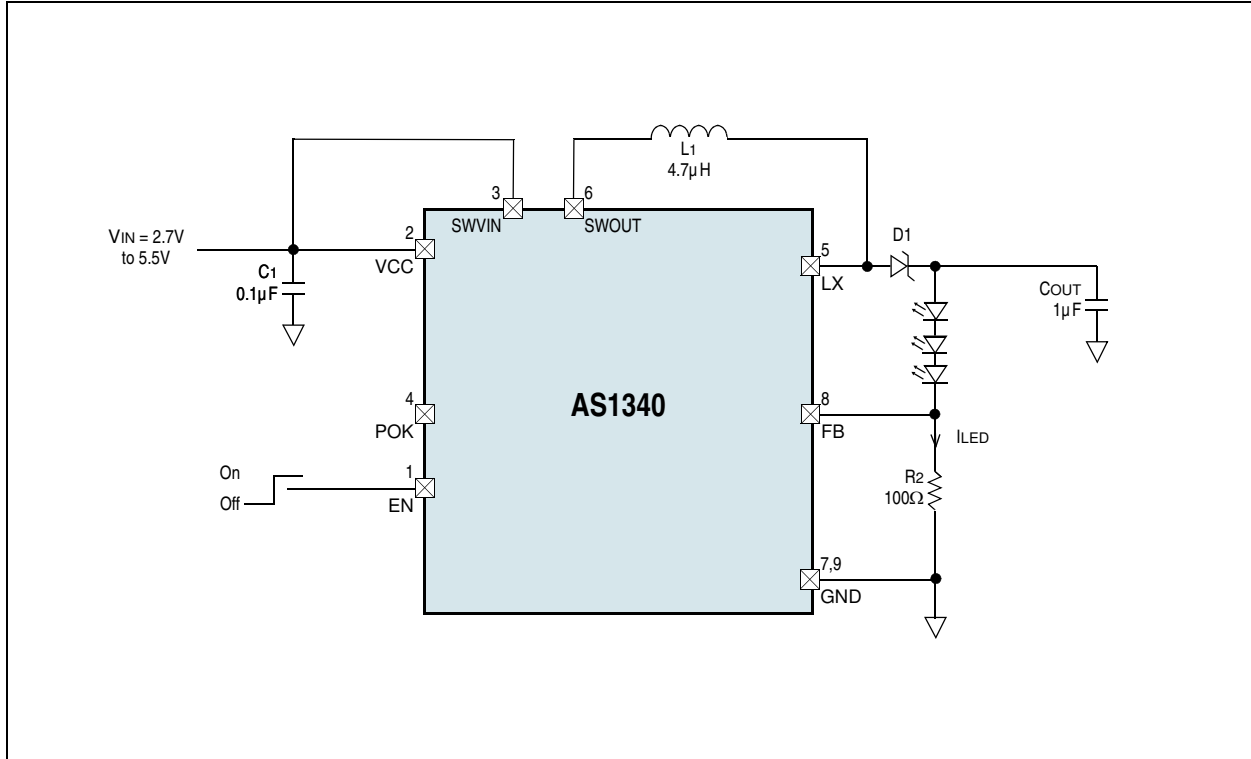 L1
4.7µH
3
6
SWVIN
SWOUT
VIN = 2.7V
to 5.5V
2
VCC
C1
0.1µF
5
LX
D1
COUT
1µF
AS1340
4
POK
8
FB
ILED
On
Off
1
EN
R2
100Ω
7,9
GND